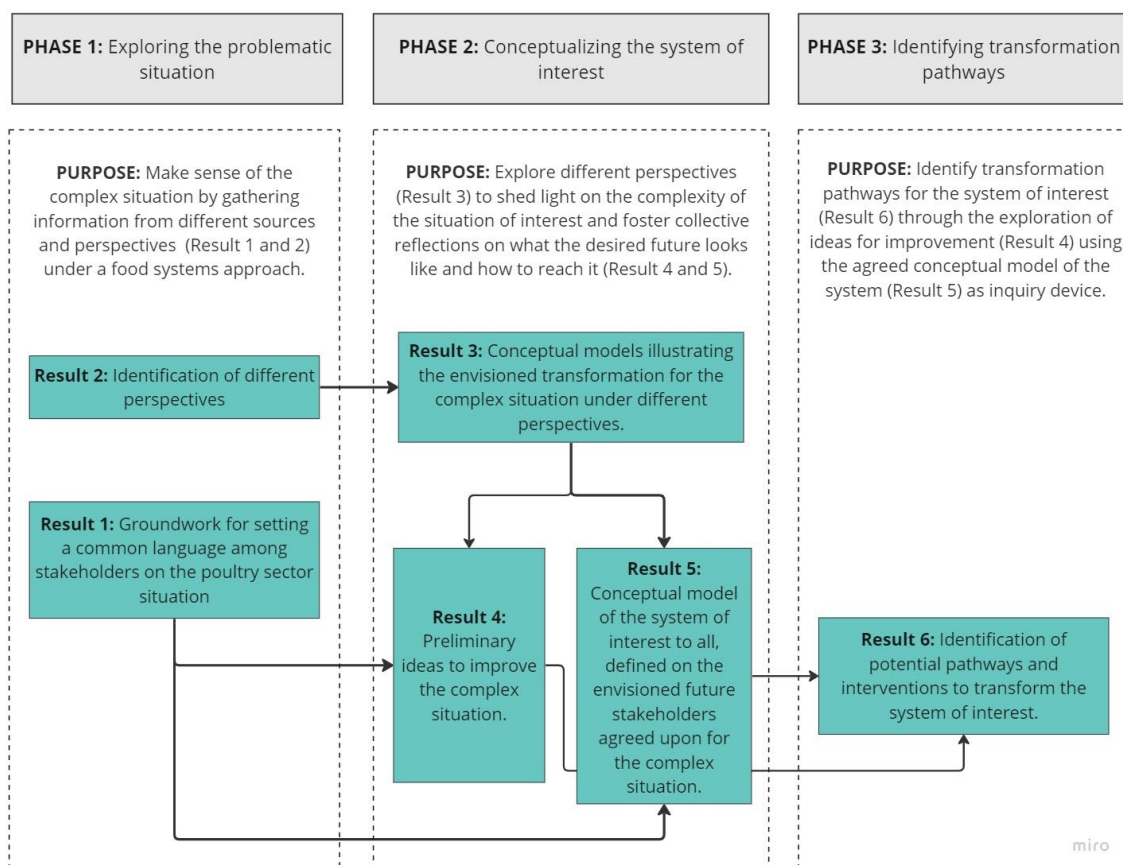 PHASE 1: Exploring the problematic
situation
PHASE 2: Conceptualizing the system of
interest
PHASE 3: Identifying transformation
pathways
PURPOSE: Make sense of the
complex situation by gathering
information from different sources
and perspectives (Result 1 and 2)
under a food systems approach.
PURPOSE: Explore different perspectives
(Result 3) to shed light on the complexity
of the situation of interest and foster collective
reflections on what the desired future looks
like and how to reach it (Result 4 and 5).
PURPOSE: Identify transformation
pathways for the system of interest
(Result 6) through the exploration of
ideas for improvement (Result 4) using
the agreed conceptual model of the
system (Result 5) as inquiry device.
Result 2: Identification of different
perspectives
Result 3: Conceptual models illustrating
the envisioned transformation for the
complex situation under different
perspectives.
Result 1: Groundwork for setting
a common language among
stakeholders on the poultry sector
situation
Result 4:
Preliminary
ideas to improve
the complex
situation.
Result 5:
Conceptual model
of the system of
interest to all,
defined on the
envisioned future
stakeholders
agreed upon for
the complex
situation.
Result 6: Identification of
potential pathways and
interventions to transform the
system of interest.
miro